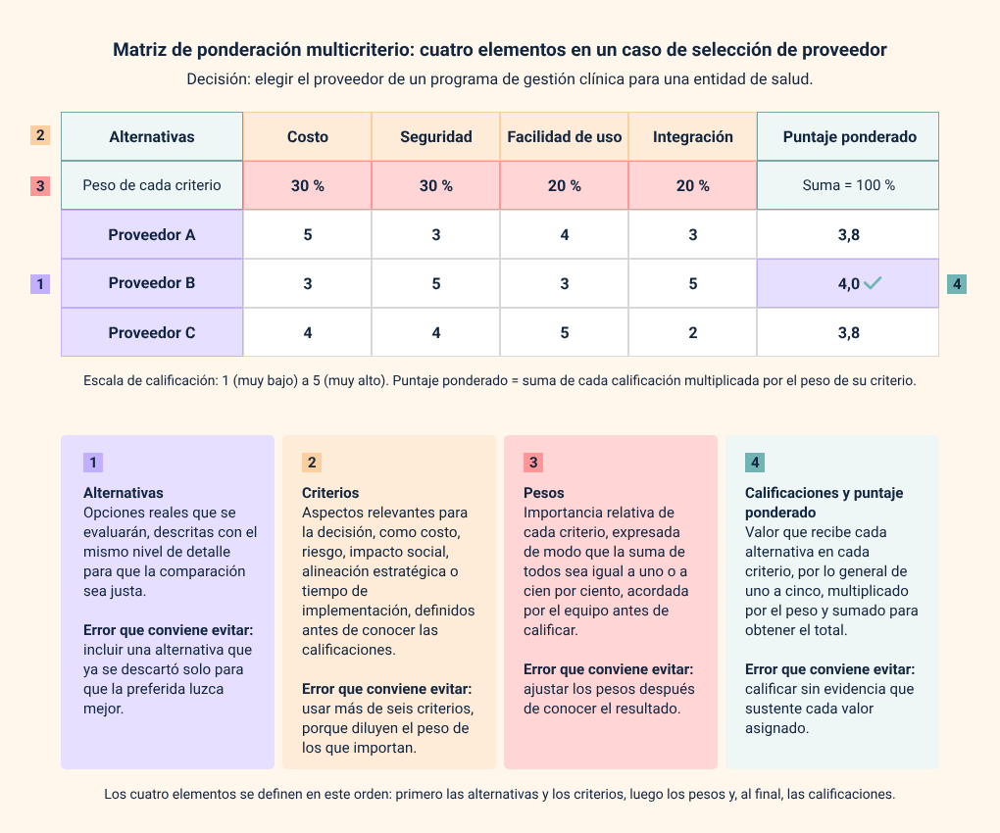 Matriz de ponderación multicriterio: cuatro elementos en un caso de selección de proveedor
Decisión: elegir el proveedor de un programa de gestión clínica para una entidad de salud.
2 Alternativas Costo Seguridad Facilidad de uso Integración Puntaje ponderado
3 Peso de cada criterio 30 % 30 % 20 % 20 % Suma = 100 %
Proveedor A 5 3 4 3 3,8
1 Proveedor B 3 5 3 5 4,0 4
Proveedor C 4 4 5 2 3,8
Escala de calificación: 1 (muy bajo) a 5 (muy alto). Puntaje ponderado = suma de cada calificación multiplicada por el peso de su criterio.
1
Alternativas
Opciones reales que se
evaluarán, descritas con el
mismo nivel de detalle
para que la comparación
sea justa.
Error que conviene evitar:
incluir una alternativa que
ya se descartó solo para
que la preferida luzca
mejor.
2
Criterios
Aspectos relevantes para
la decisión, como costo,
riesgo, impacto social,
alineación estratégica o
tiempo de
implementación, definidos
antes de conocer las
calificaciones.
Error que conviene evitar:
usar más de seis criterios,
porque diluyen el peso de
los que importan.
3
Pesos
Importancia relativa de
cada criterio, expresada
de modo que la suma de
todos sea igual a uno o a
cien por ciento, acordada
por el equipo antes de
calificar.
Error que conviene evitar:
ajustar los pesos después
de conocer el resultado.
4
Calificaciones y puntaje
ponderado
Valor que recibe cada
alternativa en cada
criterio, por lo general de
uno a cinco, multiplicado
por el peso y sumado para
obtener el total.
Error que conviene evitar:
calificar sin evidencia que
sustente cada valor
asignado.
Los cuatro elementos se definen en este orden: primero las alternativas y los criterios, luego los pesos y, al final, las calificaciones.